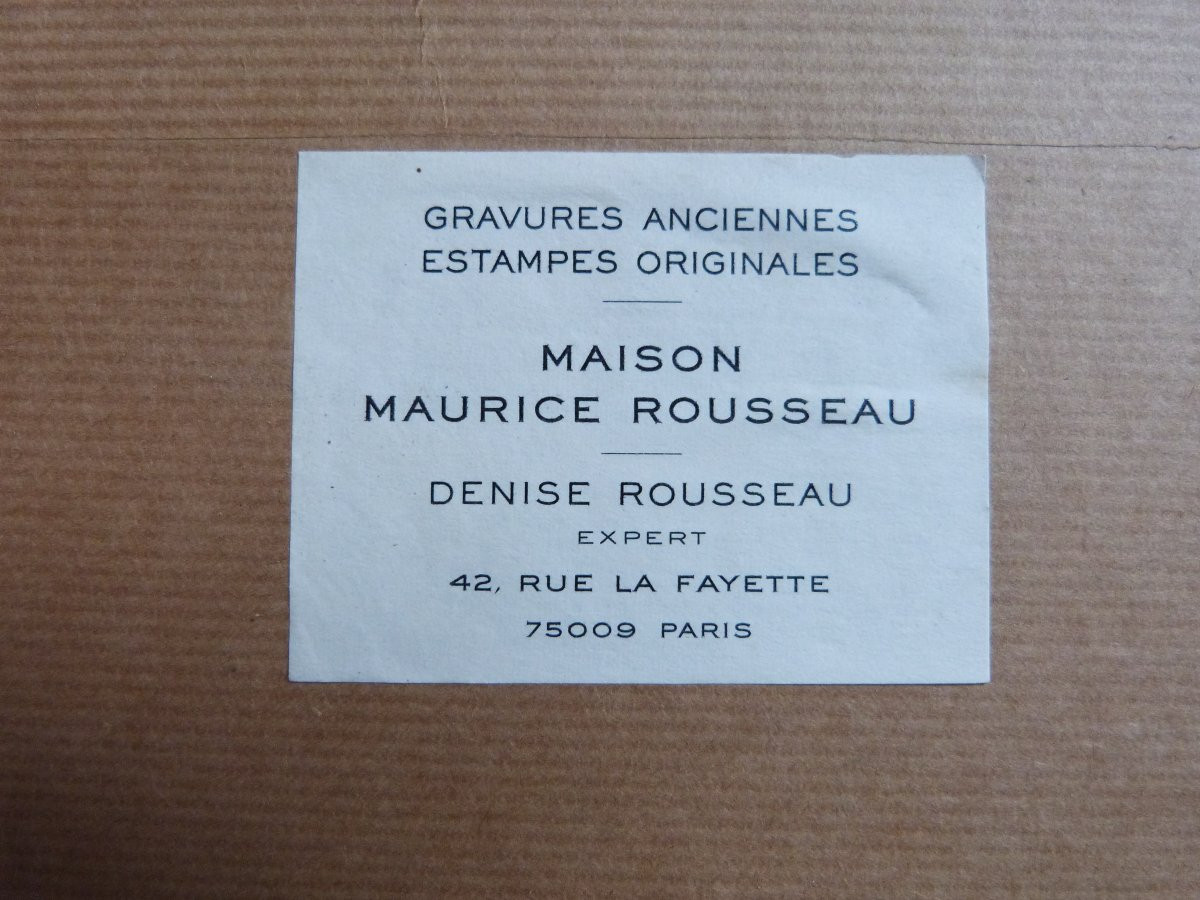 GRAVURES ANCIENNES
ESTAMPES ORIGINALES
MAISON
MAURICE ROUSSEAU
DENISE ROUSSEAU
EXPERT
42, RUE LA FAYETTE
75009 PARIS